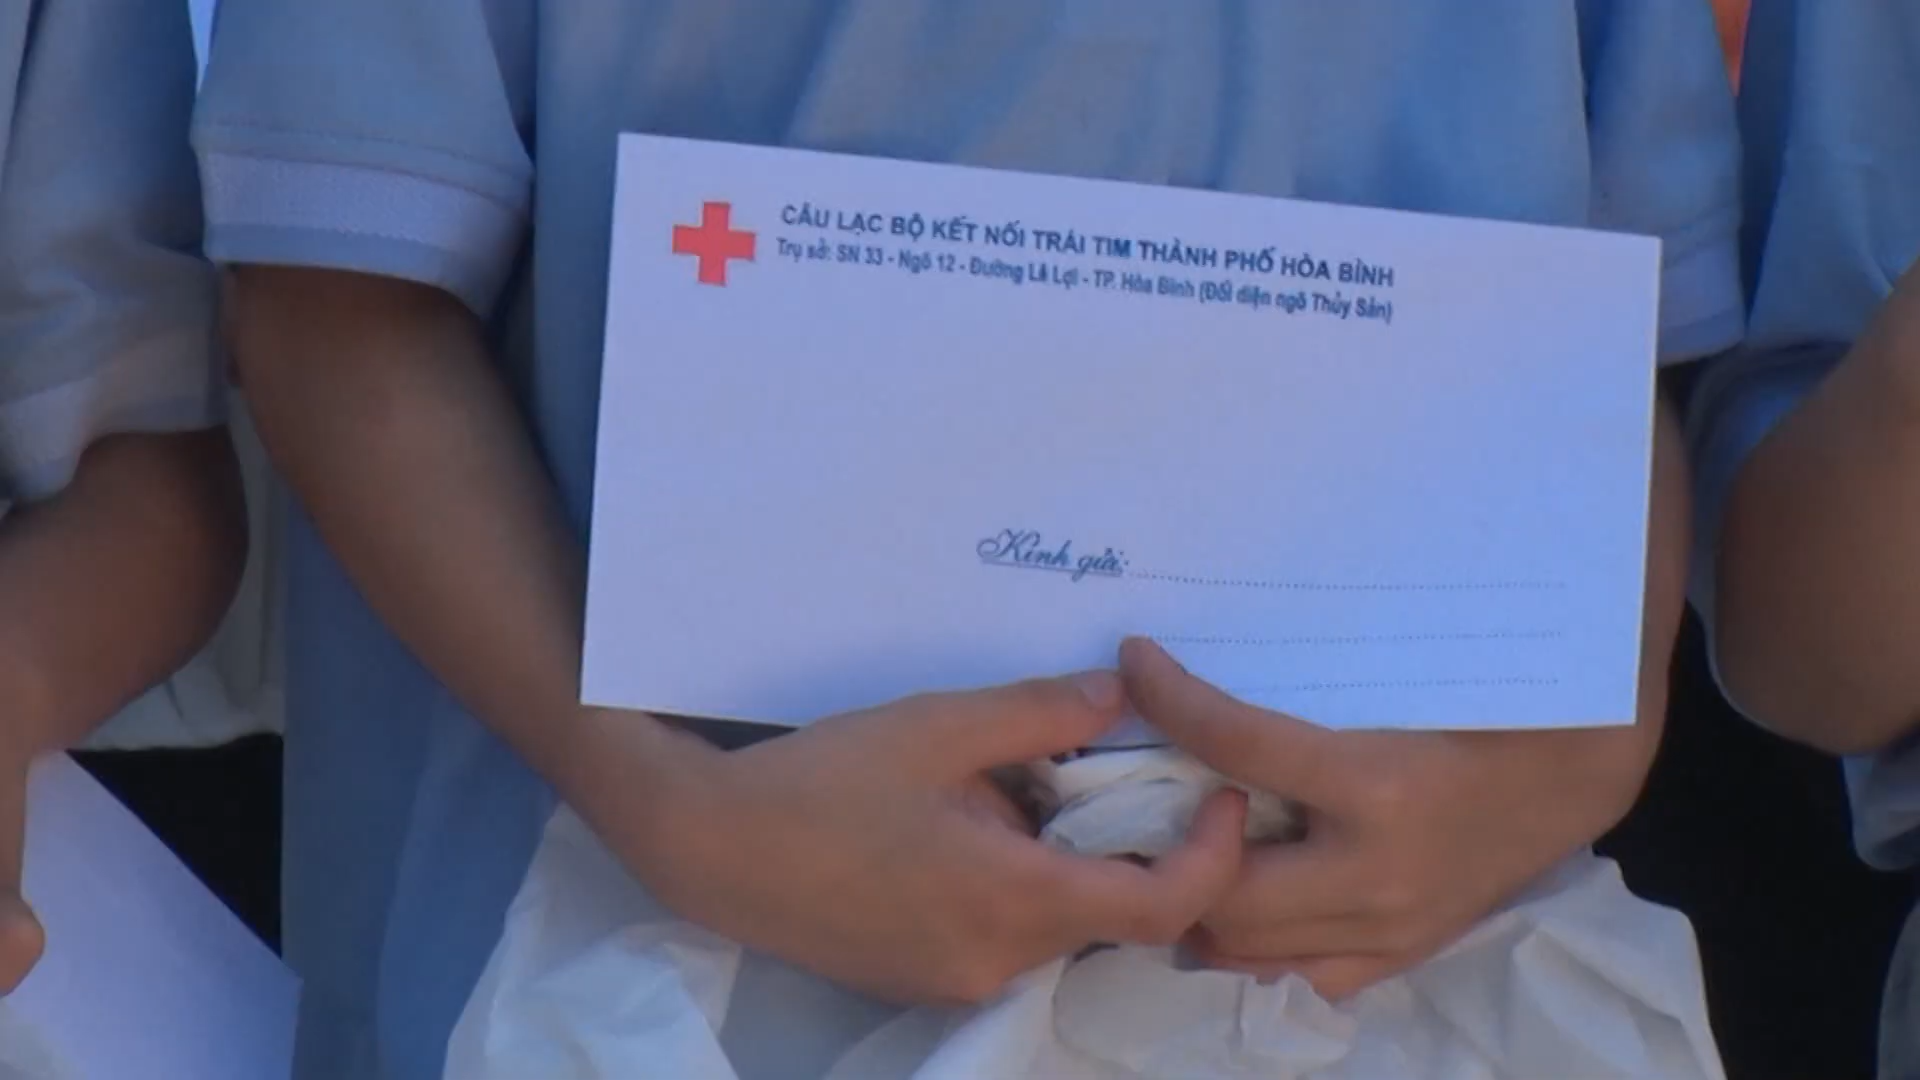 CÂU LẠC BỘ KẾT NỐI TRÁI TIM THÀNH PHỐ HÒA BÌNH
Trụ sở: SN 33 - Ngõ 12 - Đường Lê Lợi - TP. Hòa Bình (Đối diện ngõ Thủy Sản)
Kính gửi: